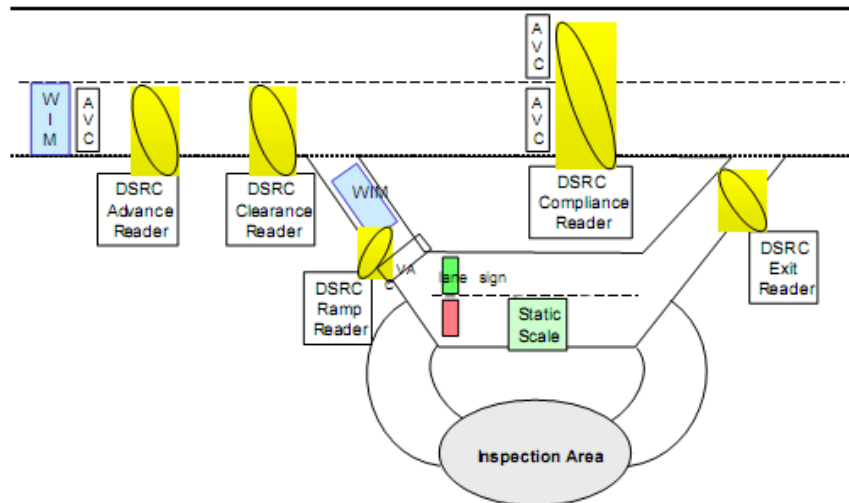 A
V
C
W
I
M
A
V
C
A
V
C
WIM
DSRC
Advance
Reader
DSRC
Clearance
Reader
DSRC
Compliance
Reader
DSRC
Exit
Reader
VA
C
lane sign
DSRC
Ramp
Reader
Static
Scale
Inspection Area